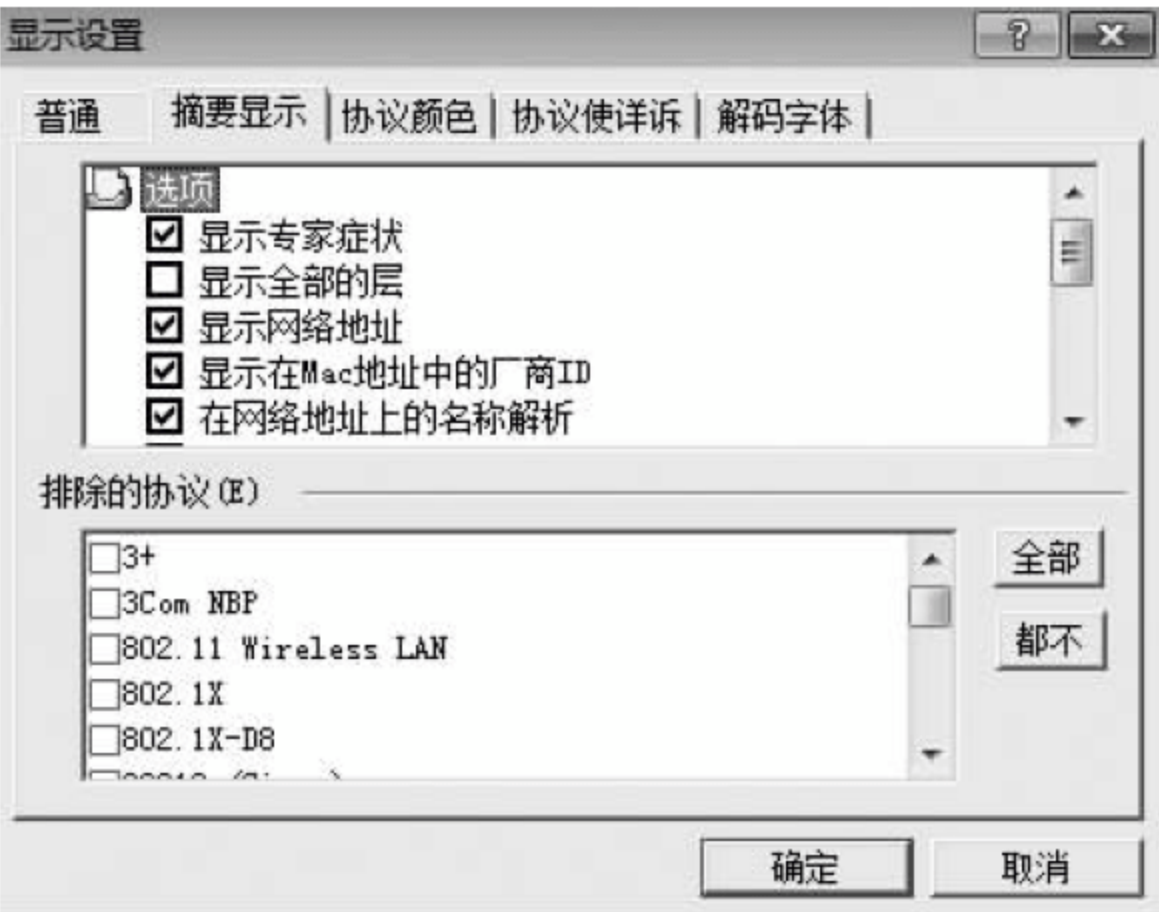 显示设置
普通 摘要显示 协议颜色 协议使详诉 解码字体
选项
显示专家症状
显示全部的层
显示网络地址
显示在Mac地址中的厂商ID
在网络地址上的名称解析
排除的协议(E)
3+
3Com NBP
802.11 Wireless LAN
802.1X
802.1X-D8
全部
都不
确定 取消